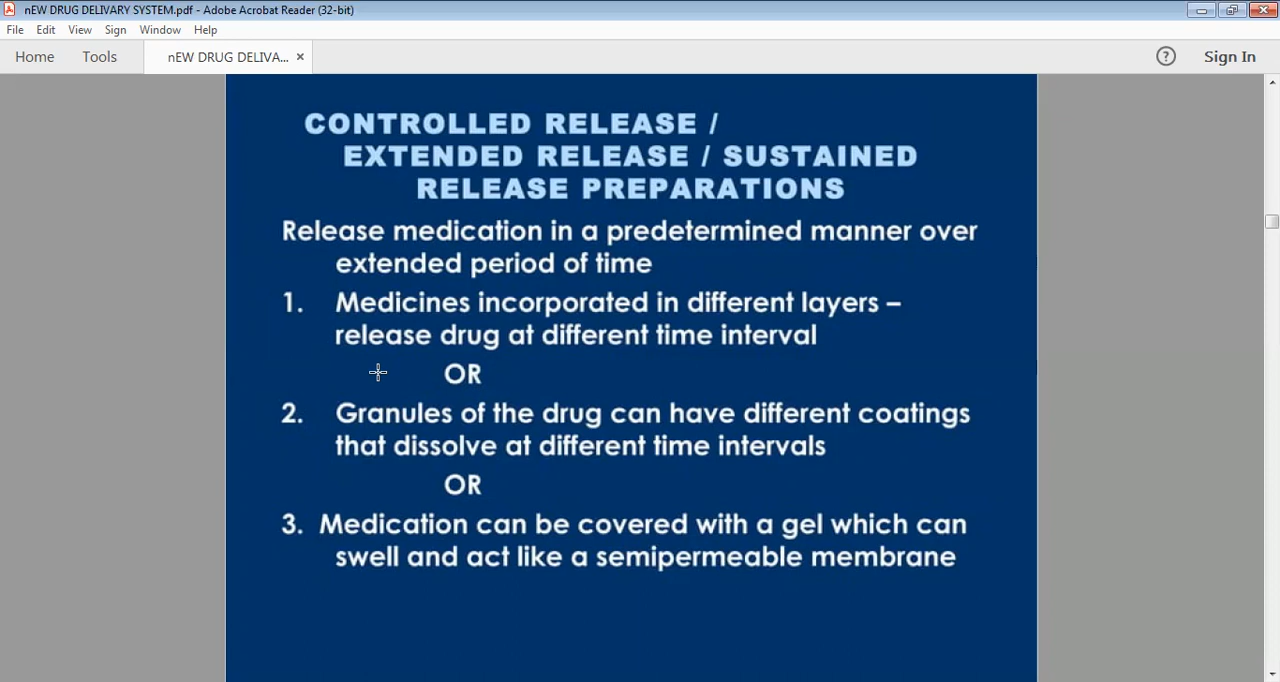 nEW DRUG DELIVARY SYSTEM.pdf - Adobe Acrobat Reader (32-bit)
File Edit View Sign Window Help
Home Tools nEW DRUG DELIVA... × ? Sign In
CONTROLLED RELEASE /
EXTENDED RELEASE / SUSTAINED
RELEASE PREPARATIONS
Release medication in a predetermined manner over
extended period of time
1. Medicines incorporated in different layers –
release drug at different time interval
OR
2. Granules of the drug can have different coatings
that dissolve at different time intervals
OR
3. Medication can be covered with a gel which can
swell and act like a semipermeable membrane